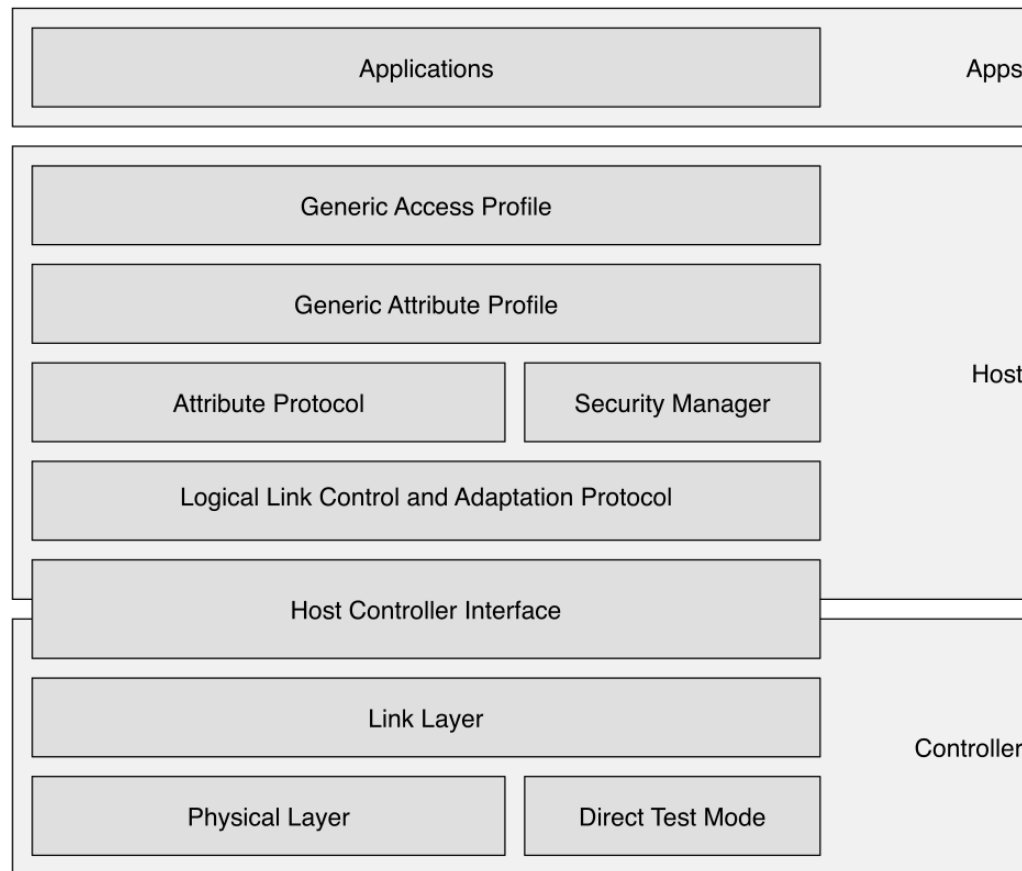 Applications
Apps
Generic Access Profile
Generic Attribute Profile
Host
Attribute Protocol
Security Manager
Logical Link Control and Adaptation Protocol
Host Controller Interface
Link Layer
Controller
Physical Layer
Direct Test Mode